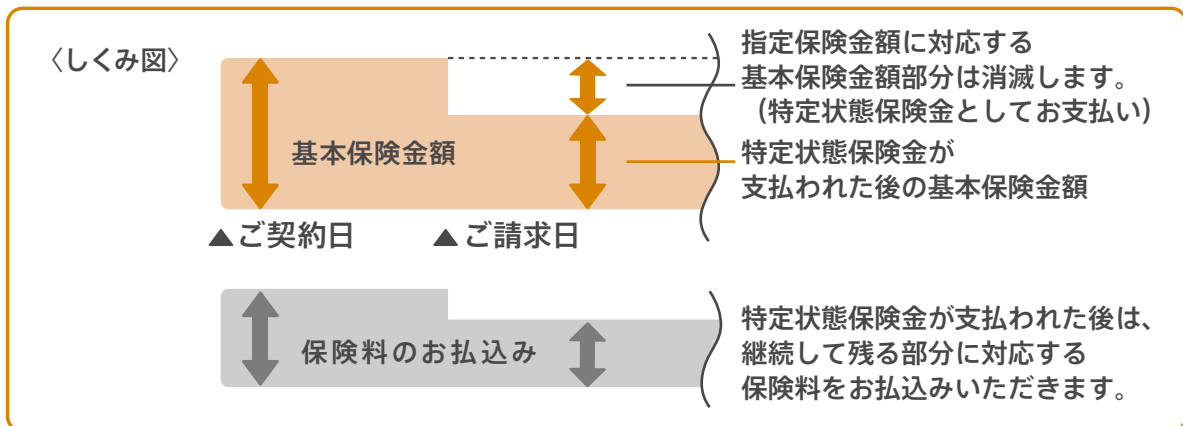 〈しくみ図〉
指定保険金額に対応する
基本保険金額部分は消滅します。
（特定状態保険金としてお支払い）
基本保険金額
特定状態保険金が
支払われた後の基本保険金額
▲ご契約日
▲ご請求日
保険料のお払込み
特定状態保険金が支払われた後は、
継続して残る部分に対応する
保険料をお払込みいただきます。